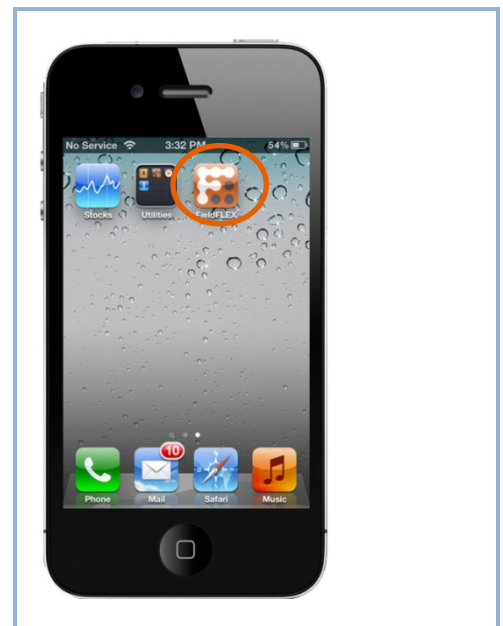 No Service 3:32 PM 54%
Stocks Utilities FieldFLEX
10
Phone Mail Safari Music